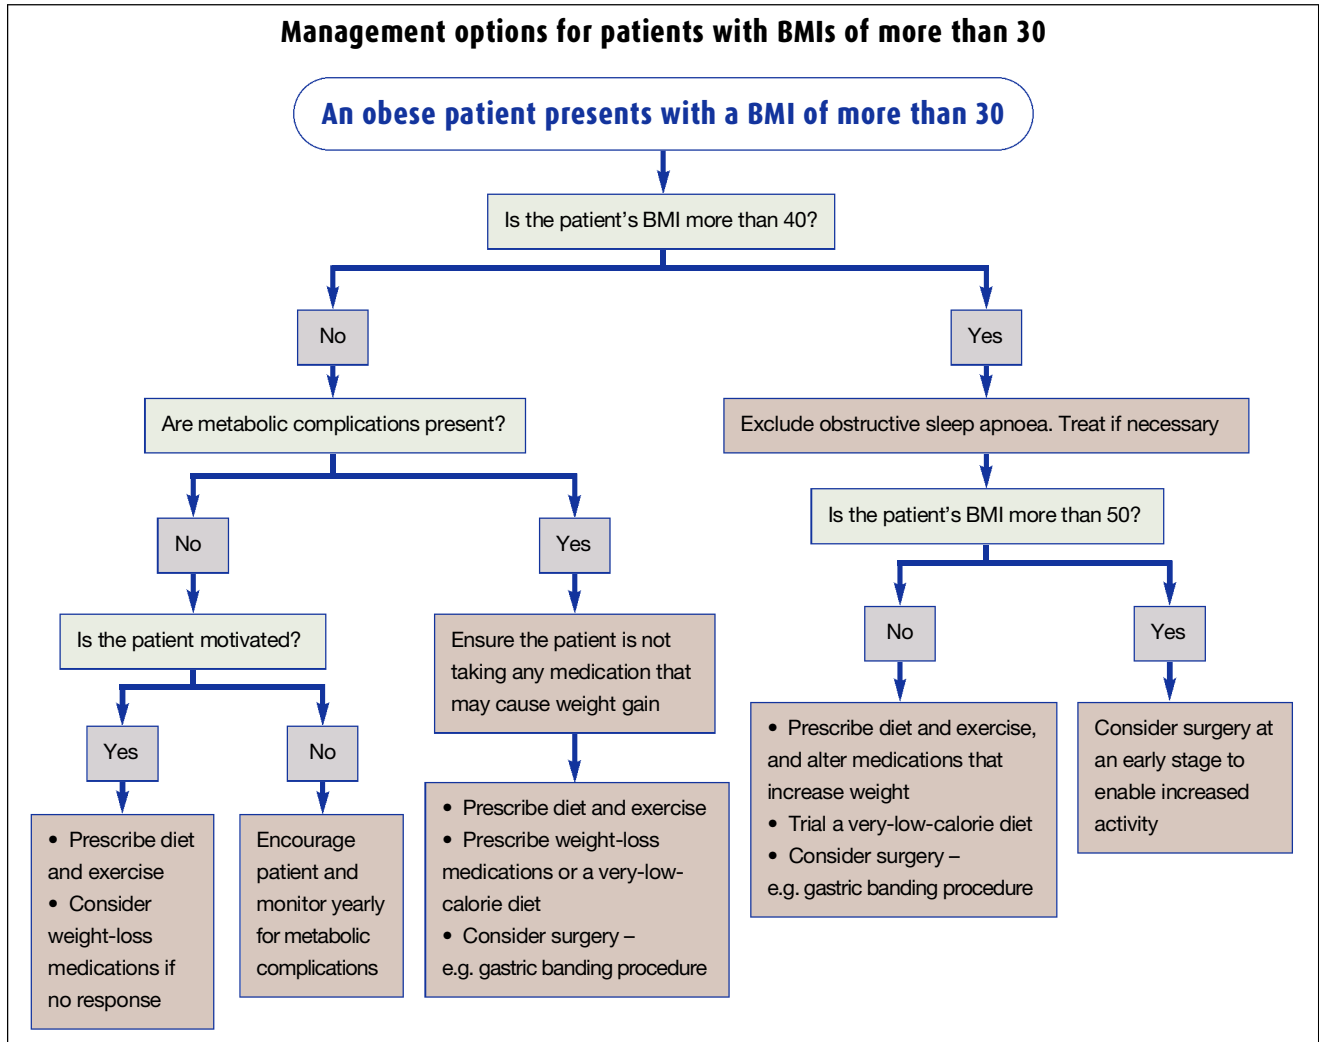 Management options for patients with BMIs of more than 30
An obese patient presents with a BMI of more than 30
Is the patient’s BMI more than 40?
No
Yes
Are metabolic complications present?
Exclude obstructive sleep apnoea. Treat if necessary
No
Yes
Is the patient’s BMI more than 50?
No
Yes
Is the patient motivated?
Ensure the patient is not
taking any medication that
may cause weight gain
Yes
No
• Prescribe diet and exercise,
and alter medications that
increase weight
• Trial a very-low-calorie diet
• Consider surgery –
e.g. gastric banding procedure
Consider surgery at
an early stage to
enable increased
activity
• Prescribe diet
and exercise
• Consider
weight-loss
medications if
no response
Encourage
patient and
monitor yearly
for metabolic
complications
• Prescribe diet and exercise
• Prescribe weight-loss
medications or a very-low-
calorie diet
• Consider surgery –
e.g. gastric banding procedure